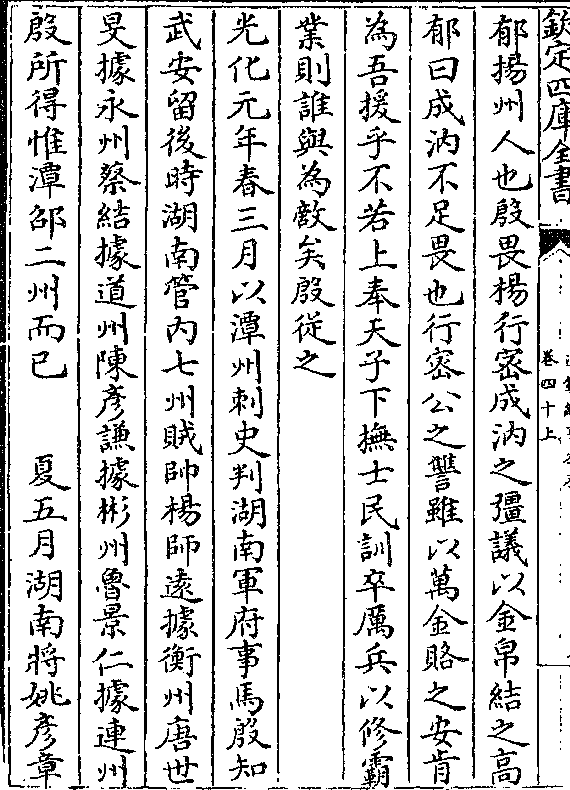 欽定四庫全書
卷四十上
郁揚州人也殷畏楊行密成汭之彊議以金帛結之高
郁曰成汭不足畏也行密公之讐雖以萬金賂之安肯
為吾援乎不若上奉天子下撫士民訓卒厲兵以修霸
業則誰與為敵矣殷從之
光化元年春三月以潭州刺史判湖南軍府事馬殷知
武安留後時湖南管內七州賊帥楊師遠據衡州唐世
旻據永州蔡結據道州陳彥謙據彬州魯景仁據連州
殷所得惟潭邵二州而已　夏五月湖南將姚彥章